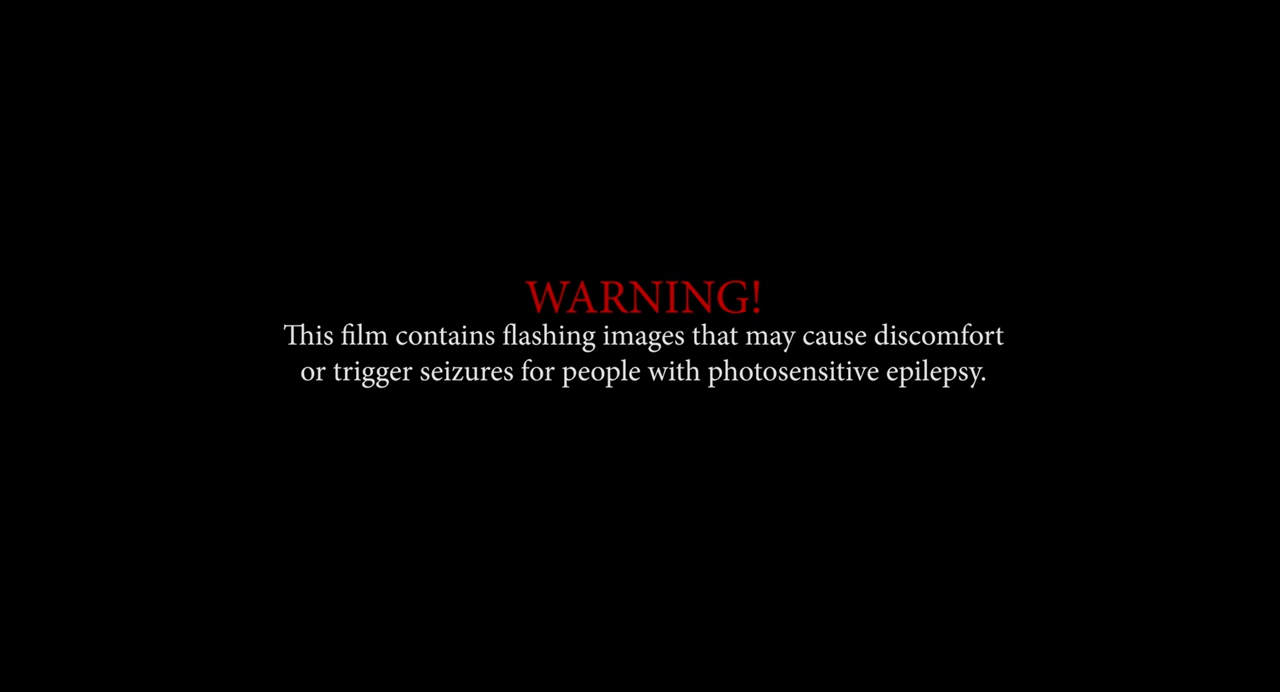 WARNING!
This film contains flashing images that may cause discomfort
or trigger seizures for people with photosensitive epilepsy.